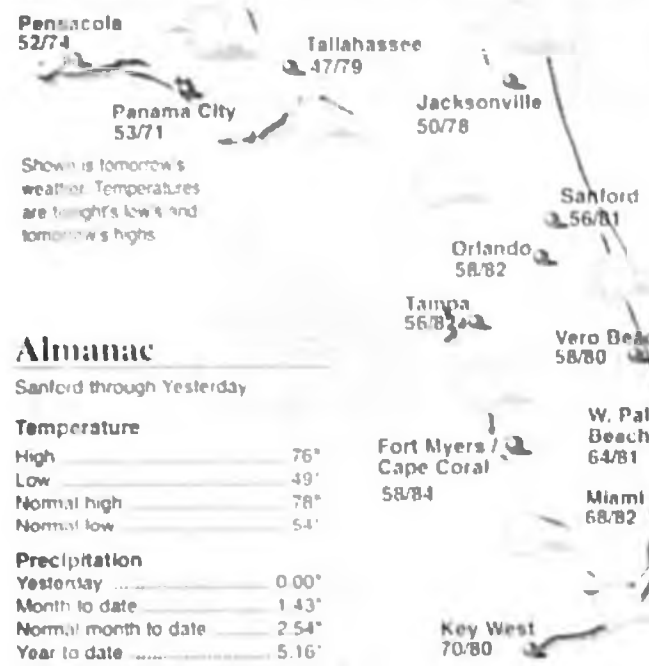 Pensacola
52/74
Tallahassee
47/79
Panama City
53/71
Jacksonville
50/78
Shown is tomorrow's
weather. Temperatures
are tonight's low's and
tomorrow's highs
Sanford
56/81
Orlando
58/82
Tampa
Vero
58/80
W.
Beach
64/81
Fort Myers /
Cape Coral
58/84
Miami
68/82
Key West
70/80
Almanac
Sanford through Yesterday
Temperature
High 76°
Low 49°
Normal high 78°
Normal low 54°
Precipitation
Yesterday 0.00"
Month to date 1.43"
Normal month to date 2.54"
Year to date 5.16"